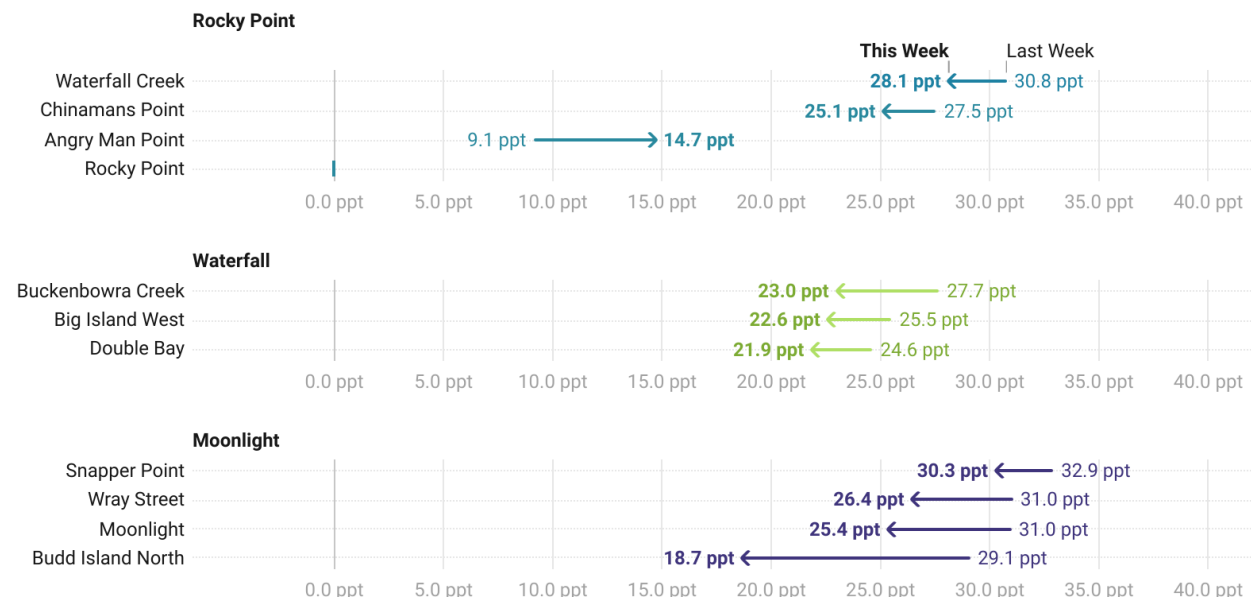 Rocky Point
This Week Last Week
Waterfall Creek 28.1 ppt 30.8 ppt
Chinamans Point 25.1 ppt 27.5 ppt
Angry Man Point 9.1 ppt 14.7 ppt
Rocky Point
0.0 ppt 5.0 ppt 10.0 ppt 15.0 ppt 20.0 ppt 25.0 ppt 30.0 ppt 35.0 ppt 40.0 ppt
Waterfall
Buckenbowra Creek 23.0 ppt 27.7 ppt
Big Island West 22.6 ppt 25.5 ppt
Double Bay 21.9 ppt 24.6 ppt
0.0 ppt 5.0 ppt 10.0 ppt 15.0 ppt 20.0 ppt 25.0 ppt 30.0 ppt 35.0 ppt 40.0 ppt
Moonlight
Snapper Point 30.3 ppt 32.9 ppt
Wray Street 26.4 ppt 31.0 ppt
Moonlight 25.4 ppt 31.0 ppt
Budd Island North 18.7 ppt 29.1 ppt
0.0 ppt 5.0 ppt 10.0 ppt 15.0 ppt 20.0 ppt 25.0 ppt 30.0 ppt 35.0 ppt 40.0 ppt